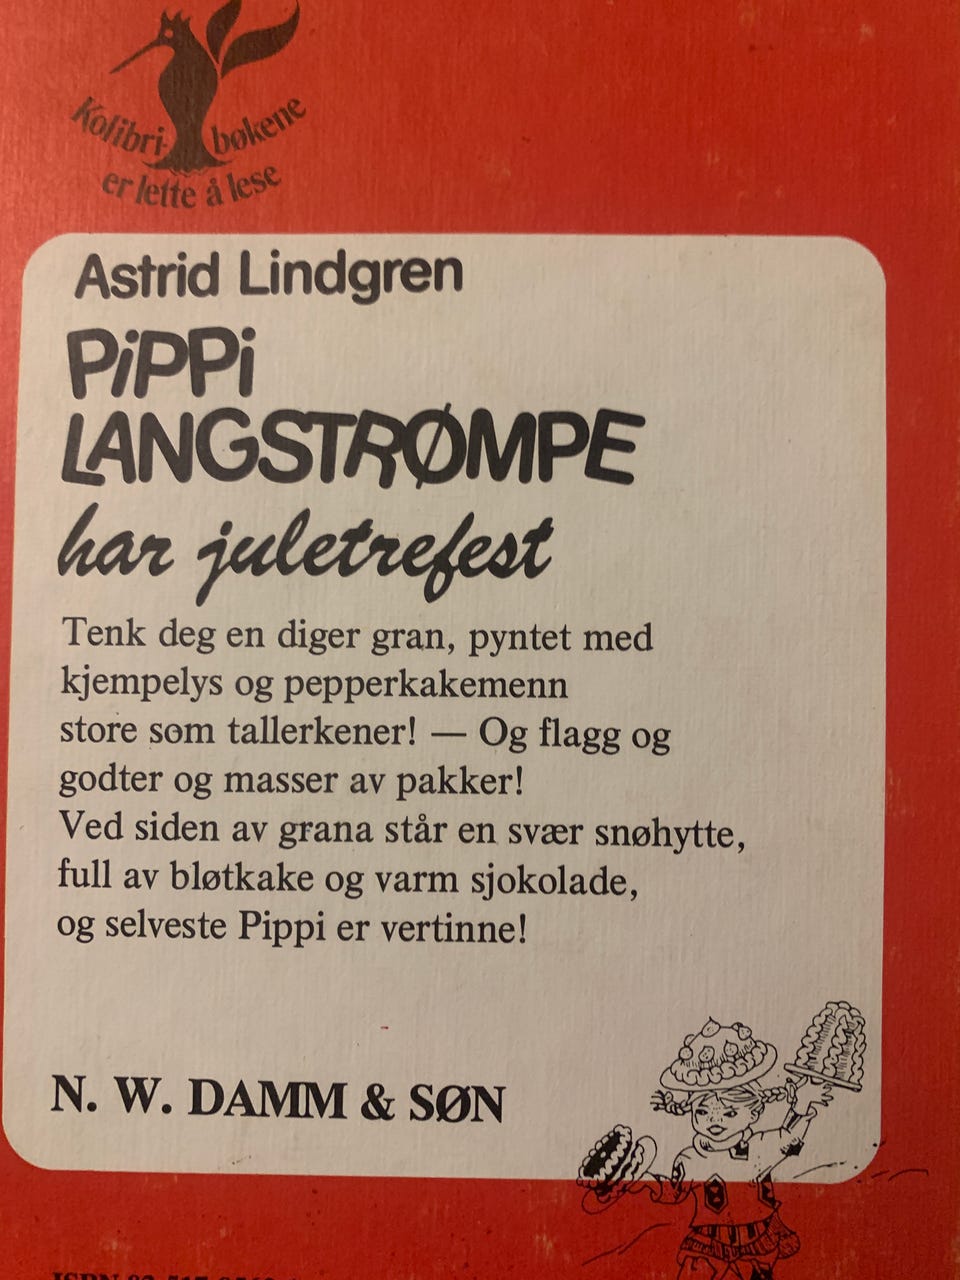 Kolibri-bøkene
er lette å lese
Astrid Lindgren
PiPPi
LANGSTRØMPE
har juletrefest
Tenk deg en diger gran, pyntet med
kjempelys og pepperkakemenn
store som tallerkener! — Og flagg og
godter og masser av pakker!
Ved siden av grana står en svær snøhytte,
full av bløtkake og varm sjokolade,
og selveste Pippi er vertinne!
N. W. DAMM & SØN